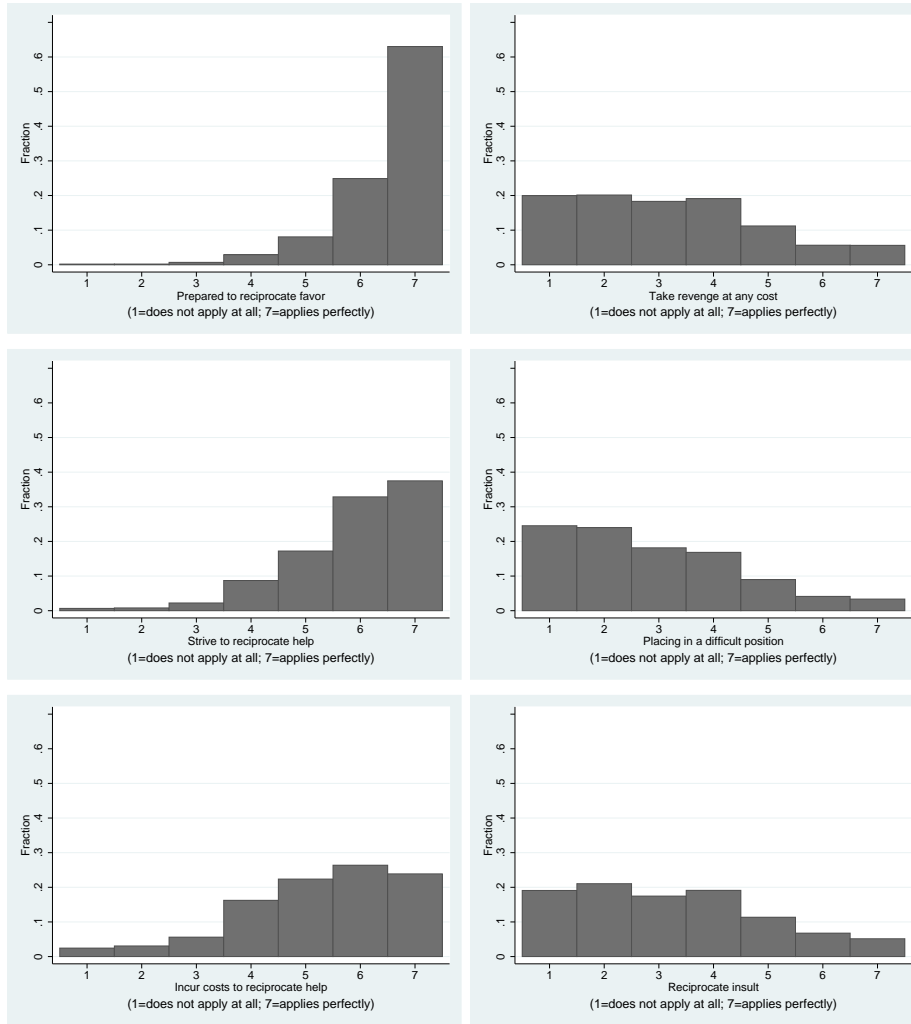 Fraction
0 .1 .2 .3 .4 .5 .6
1 2 3 4 5 6 7
Prepared to reciprocate favor
(1=does not apply at all; 7=applies perfectly)
Fraction
0 .1 .2 .3 .4 .5 .6
1 2 3 4 5 6 7
Take revenge at any cost
(1=does not apply at all; 7=applies perfectly)
Fraction
0 .1 .2 .3 .4 .5 .6
1 2 3 4 5 6 7
Strive to reciprocate help
(1=does not apply at all; 7=applies perfectly)
Fraction
0 .1 .2 .3 .4 .5 .6
1 2 3 4 5 6 7
Placing in a difficult position
(1=does not apply at all; 7=applies perfectly)
Fraction
0 .1 .2 .3 .4 .5 .6
1 2 3 4 5 6 7
Incur costs to reciprocate help
(1=does not apply at all; 7=applies perfectly)
Fraction
0 .1 .2 .3 .4 .5 .6
1 2 3 4 5 6 7
Reciprocate insult
(1=does not apply at all; 7=applies perfectly)